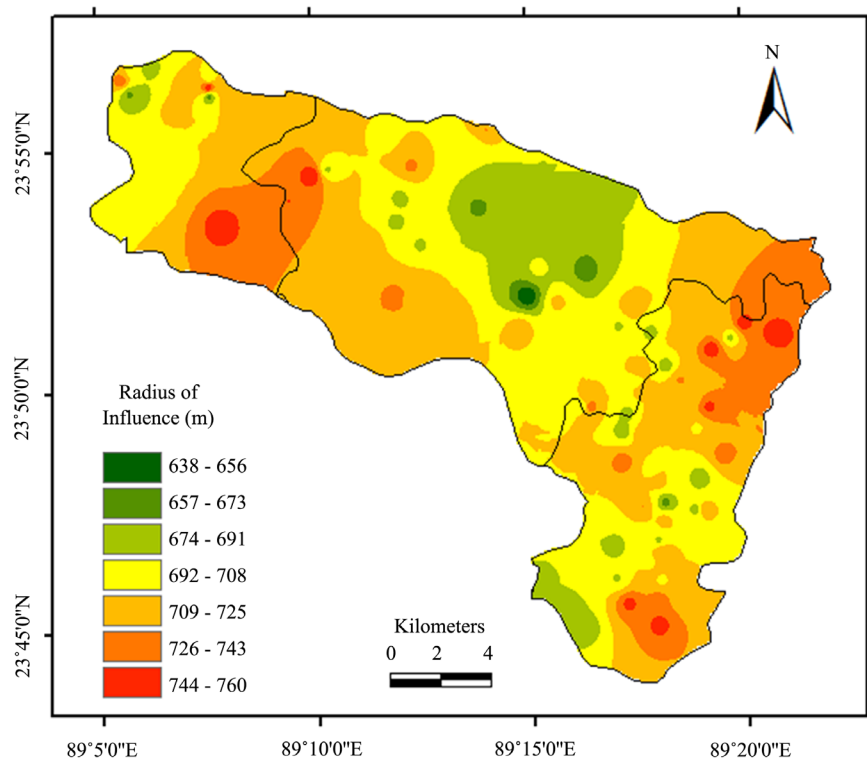 N
23°55'0"N
23°50'0"N
23°45'0"N
Radius of
Influence (m)
638 - 656
657 - 673
674 - 691
692 - 708
709 - 725
726 - 743
744 - 760
Kilometers
0 2 4
89°5'0"E 89°10'0"E 89°15'0"E 89°20'0"E